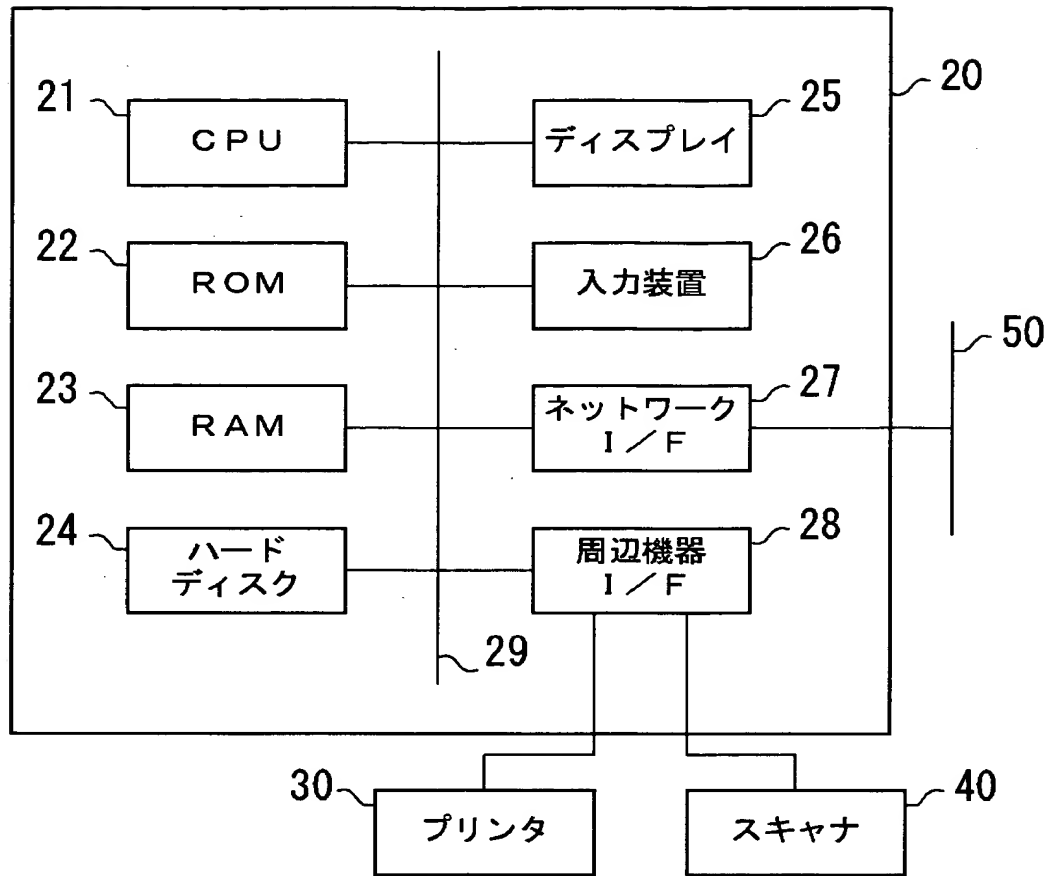 20
21
CPU
25
ディスプレイ
22
ROM
26
入力装置
50
23
RAM
27
ネットワーク
I/F
24
ハード
ディスク
28
周辺機器
I/F
29
30
プリンタ
40
スキャナ